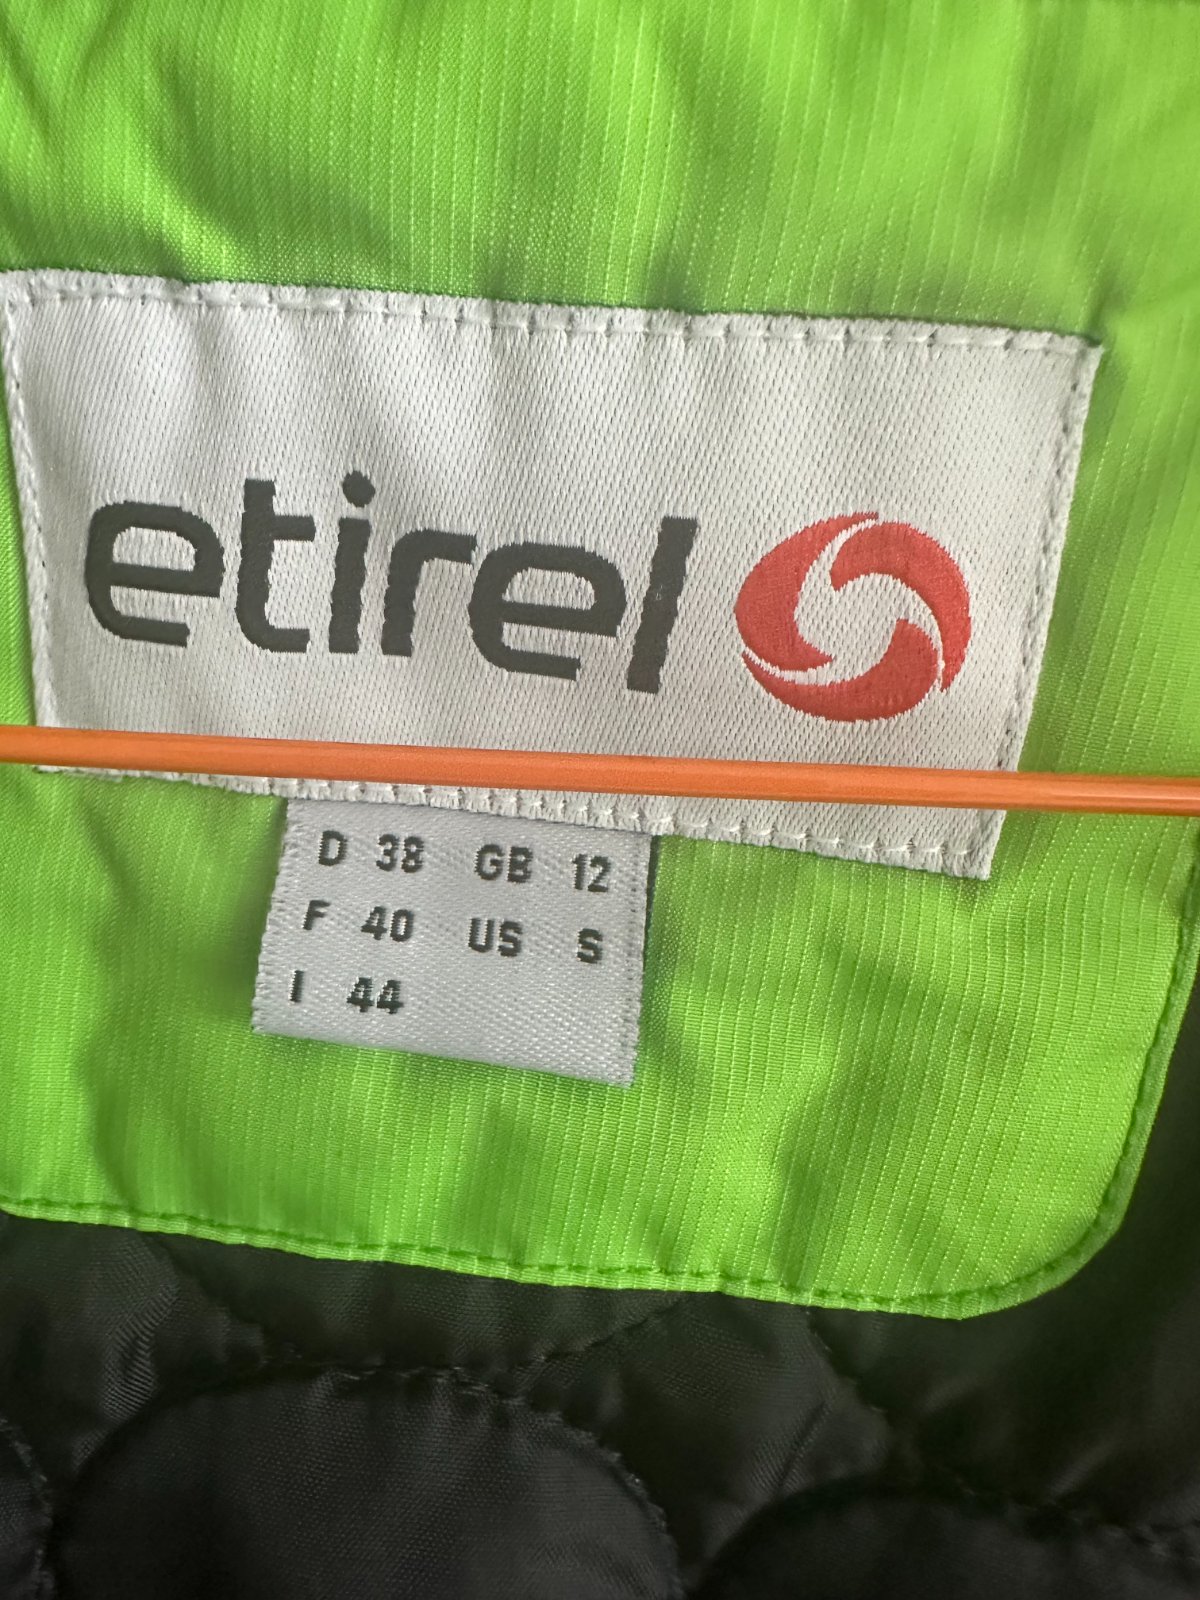 etirel
D 38 GB 12
F 40 US S
I 44